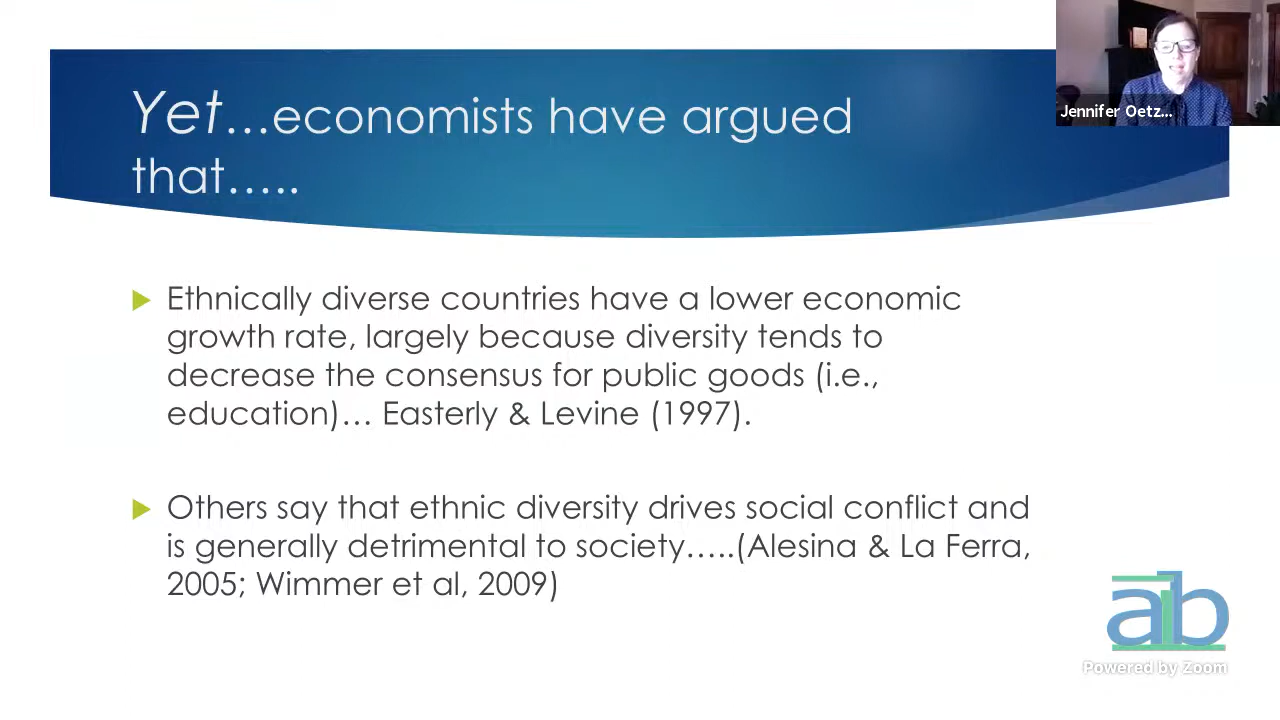 Yet…economists have argued
that…..
Jennifer Oetz...
Ethnically diverse countries have a lower economic
growth rate, largely because diversity tends to
decrease the consensus for public goods (i.e.,
education)… Easterly & Levine (1997).
Others say that ethnic diversity drives social conflict and
is generally detrimental to society…..(Alesina & La Ferra,
2005; Wimmer et al, 2009)
aib
Powered by Zoom